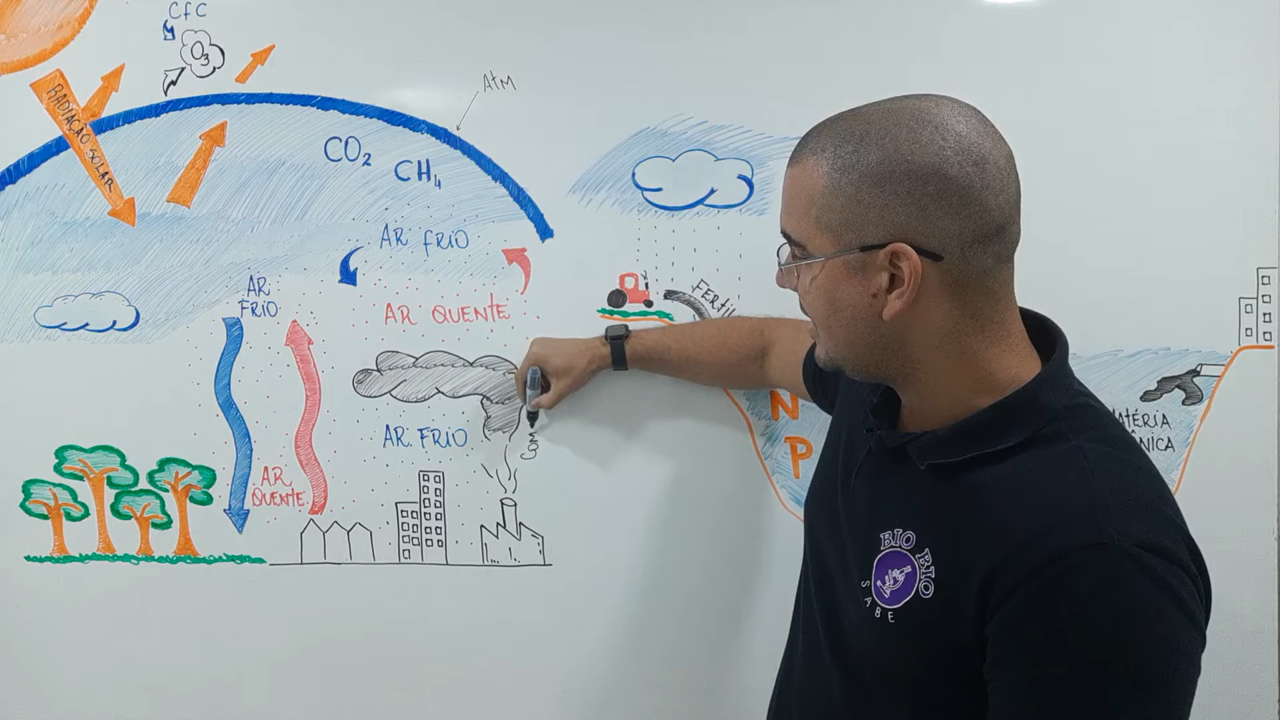 CFC
O3
ATM
RADIAÇÃO SOLAR
CO2
CH4
AR FRIO
AR
FRIO
AR QUENTE
AR FRIO
AR
QUENTE
N
P
BIO BIO
SABE